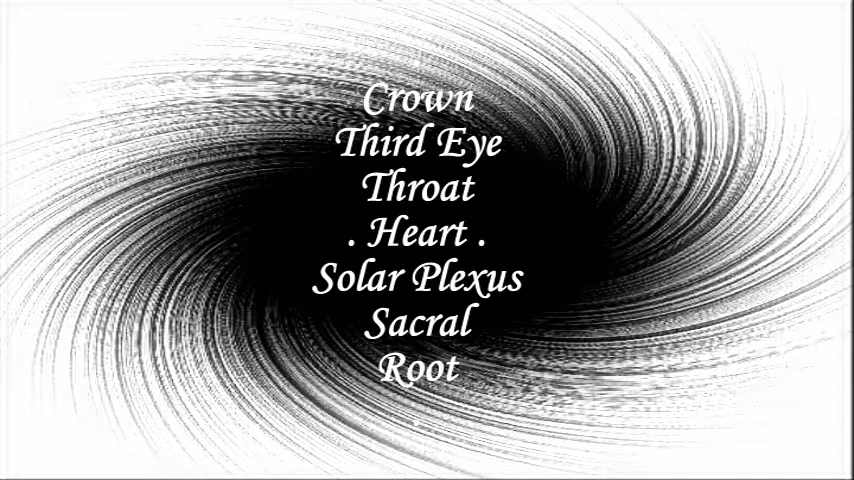 Crown
Third Eye
Throat
. Heart .
Solar Plexus
Sacral
Root